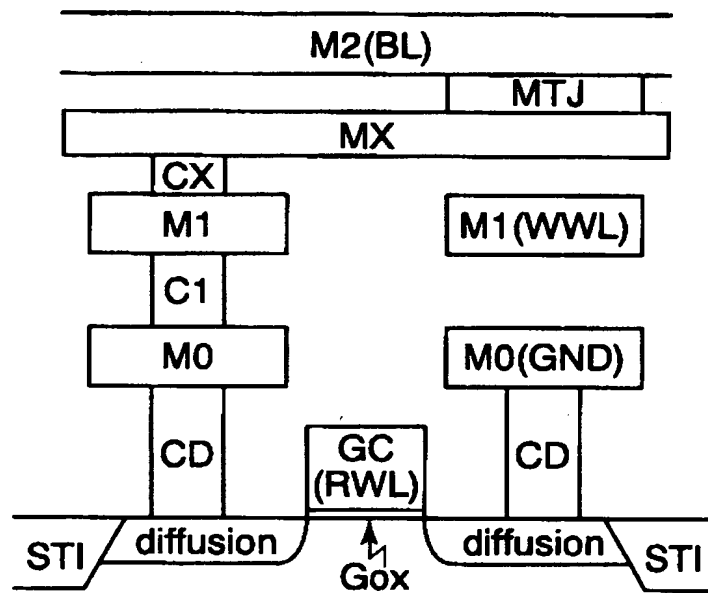 M2(BL)
MTJ
MX
CX
M1
M1(WWL)
C1
M0
M0(GND)
CD
GC
(RWL)
CD
STI
diffusion
diffusion
STI
Gox